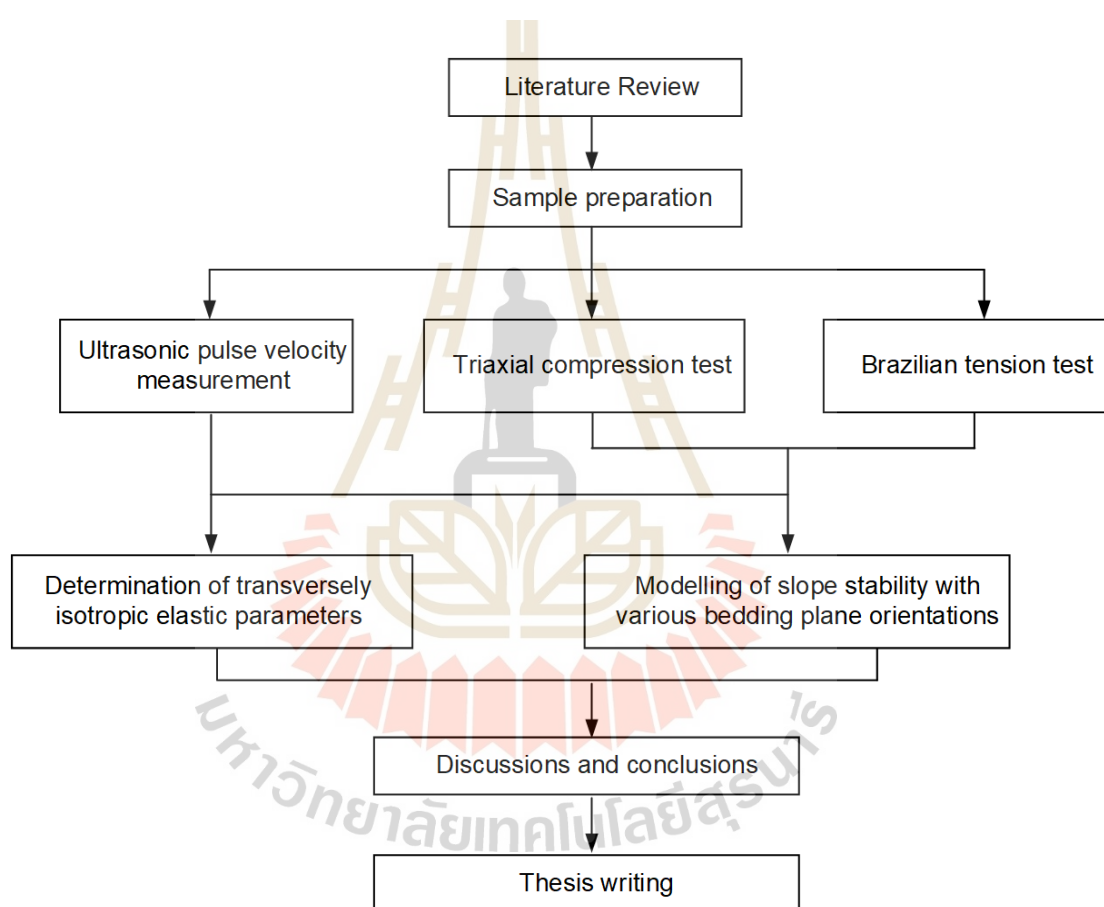 Literature Review
Sample preparation
Ultrasonic pulse velocity
measurement
Triaxial compression test
Brazilian tension test
Determination of transversely
isotropic elastic parameters
Modelling of slope stability with
various bedding plane orientations
Discussions and conclusions
Thesis writing
มหาวิทยาลัยเทคโนโลยีสุรนารี